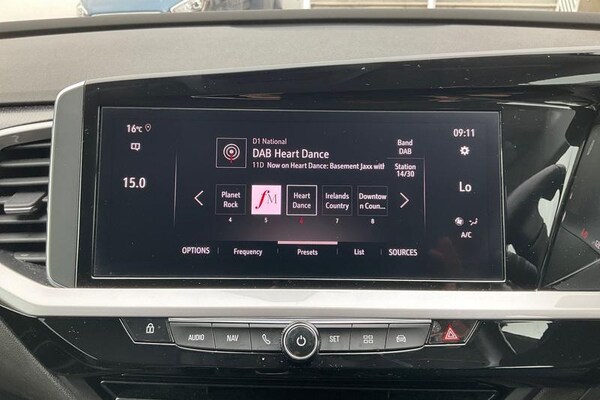 16°C
D1 National
DAB Heart Dance
11D Now on Heart Dance: Basement Jaxx with
Band
DAB
Station
14/30
09:11
15.0
Lo
A/C
Planet
Rock
fM
Heart
Dance
Irelands
Country
Downtow
n Coun...
4
5
6
7
8
OPTIONS
Frequency
Presets
List
SOURCES
AUDIO
NAV
SET